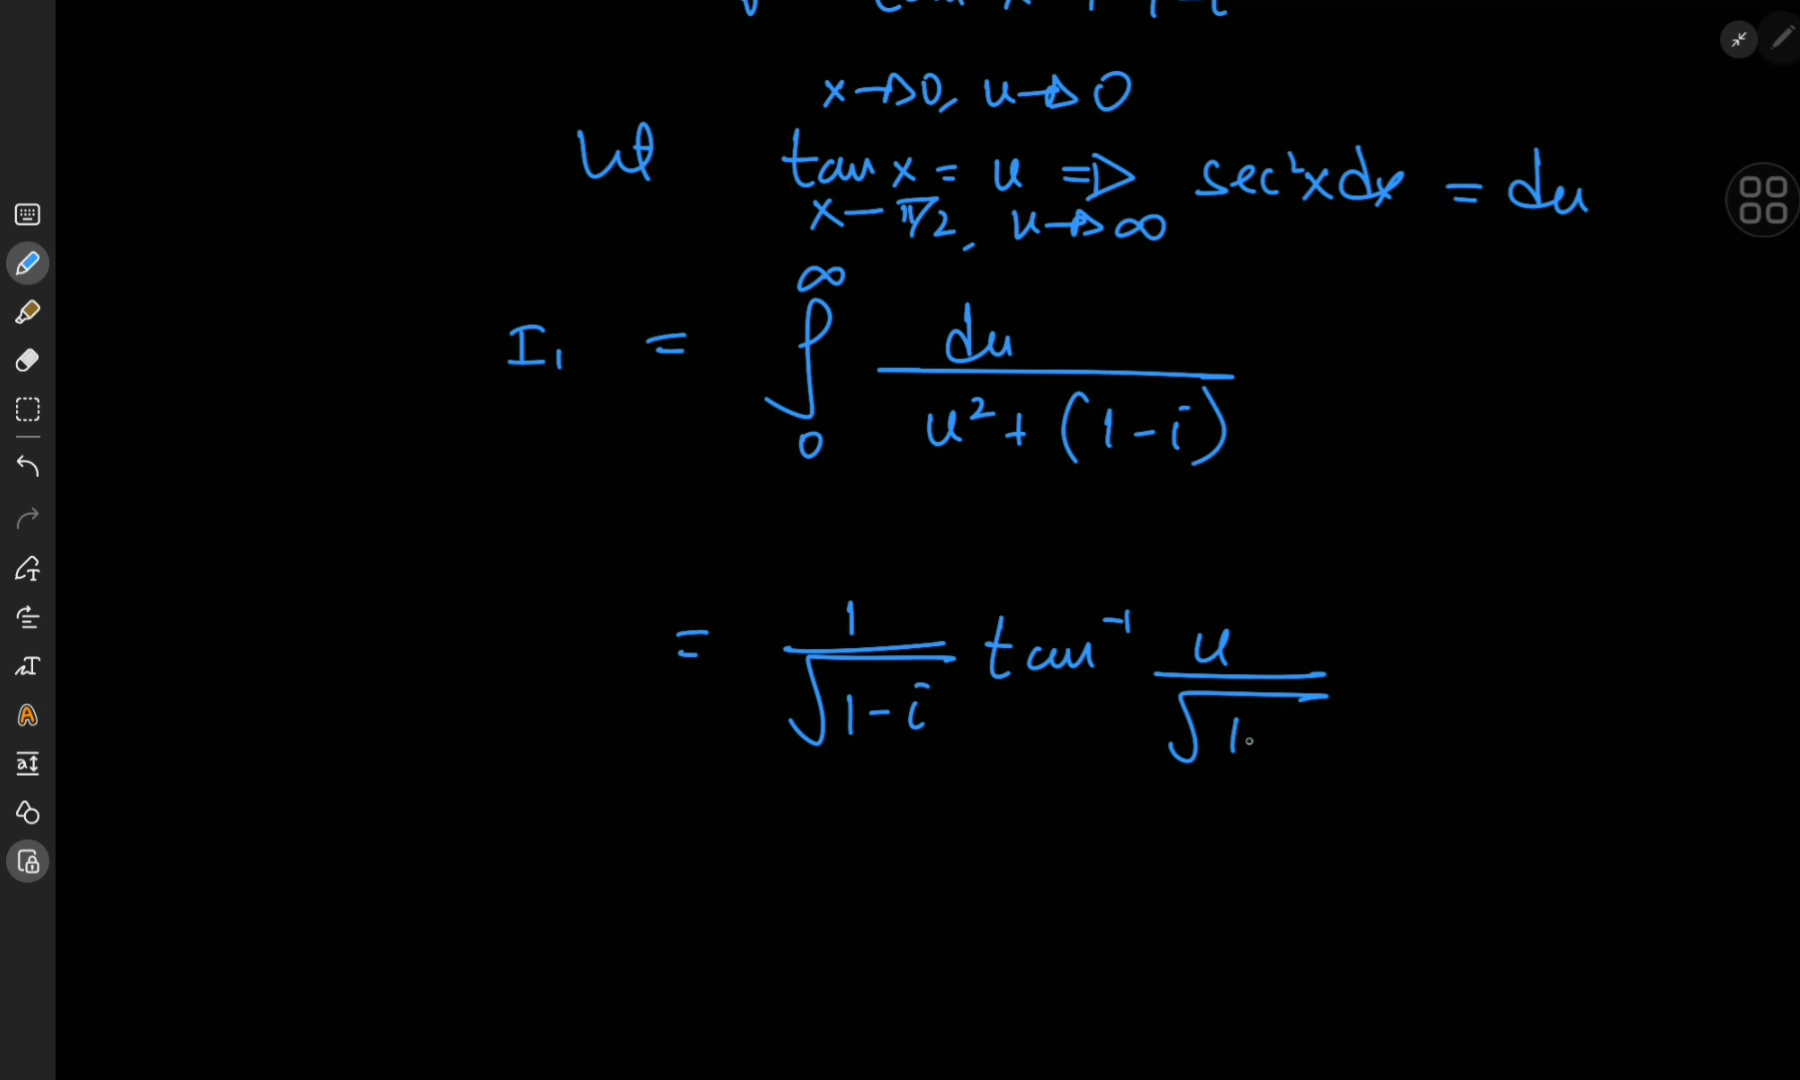 x→0, u→0
Let tan x = u ⇒ sec²x dx = du
x—π/2, u→∞
I₁ = ∫₀^∞ du / (u² + (1-i))
= 1/√(1-i) tan⁻¹ u/√1